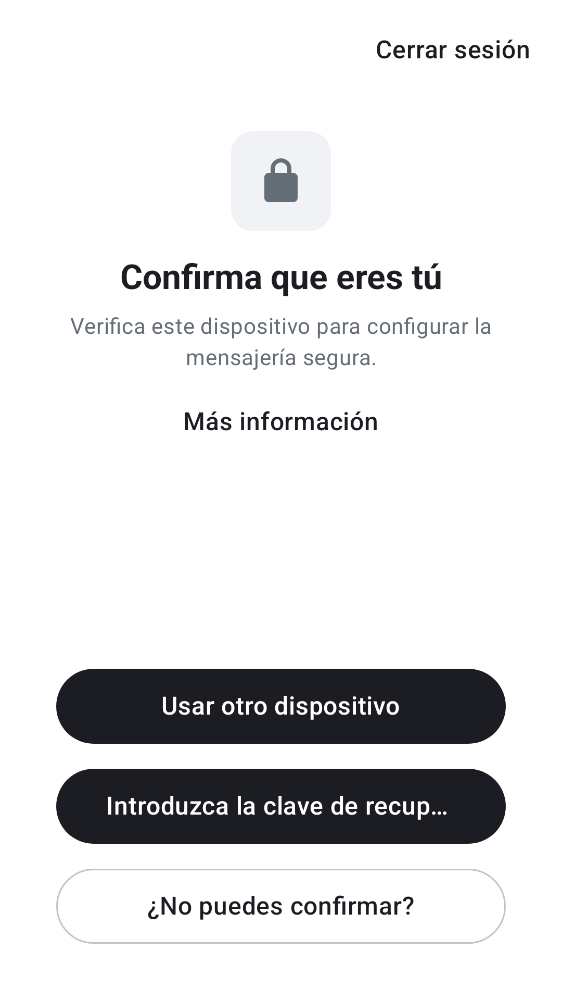 Cerrar sesión
Confirma que eres tú
Verifica este dispositivo para configurar la
mensajería segura.
Más información
Usar otro dispositivo
Introduzca la clave de recup…
¿No puedes confirmar?